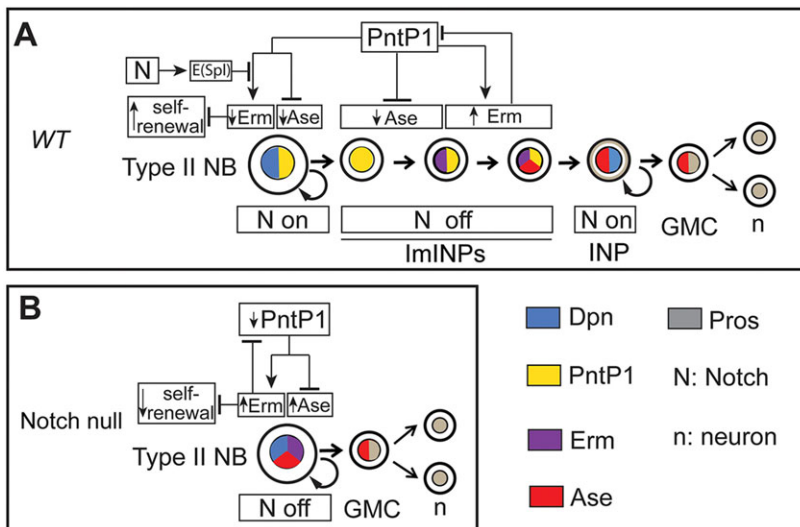 A
PntP1
N
E(Spl)
↑ self-
renewal
↓Erm
↓Ase
↓ Ase
↑ Erm
WT
Type II NB
N on
N off
N on
ImINPs
INP
GMC
n
B
↓PntP1
↓ self-
renewal
↑Erm
↑Ase
Notch null
Type II NB
N off
GMC
n
Dpn
Pros
PntP1
N: Notch
Erm
n: neuron
Ase